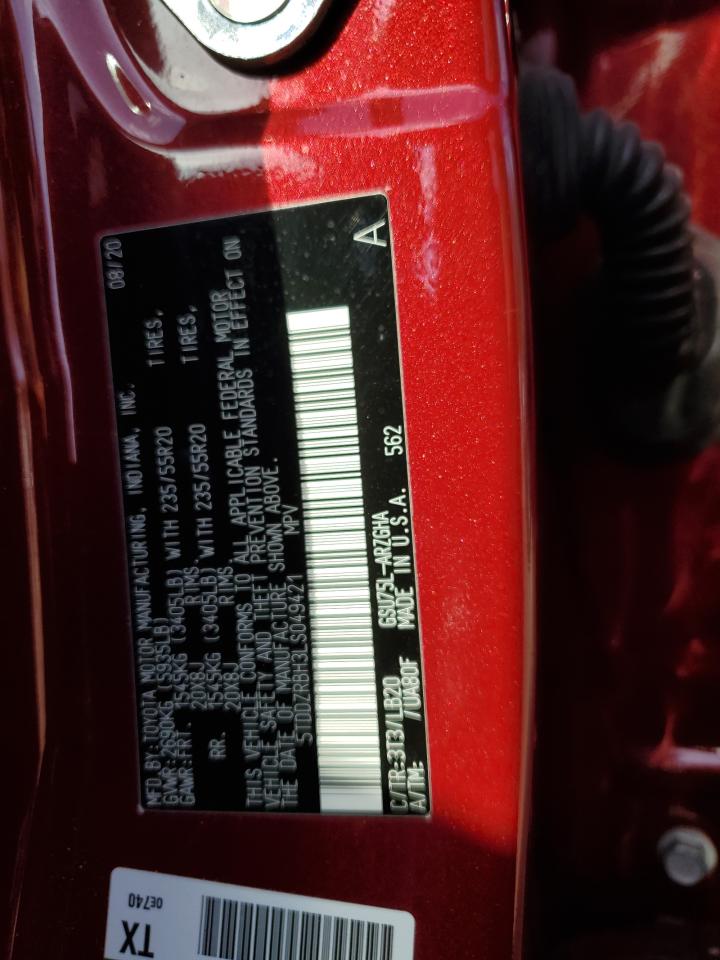 MFD BY: TOYOTA MOTOR MANUFACTURING, INDIANA, INC. 08/20
GVWR: 2690KG (5935LB)
GAWR: FRT. 1545KG (3405LB) WITH 235/55R20 TIRES,
20X8J RIMS,
RR. 1545KG (3405LB) WITH 235/55R20 TIRES,
20X8J RIMS
THIS VEHICLE CONFORMS TO ALL APPLICABLE FEDERAL MOTOR
VEHICLE SAFETY AND THEFT PREVENTION STANDARDS IN EFFECT ON
THE DATE OF MANUFACTURE SHOWN ABOVE.
5TDDZRBH3LS049421 MPV
A
C/TR: 3T3/LB20 GSU75L-ARZGHA
A/TM: /UA80F MADE IN U.S.A. 562
TX
0E740